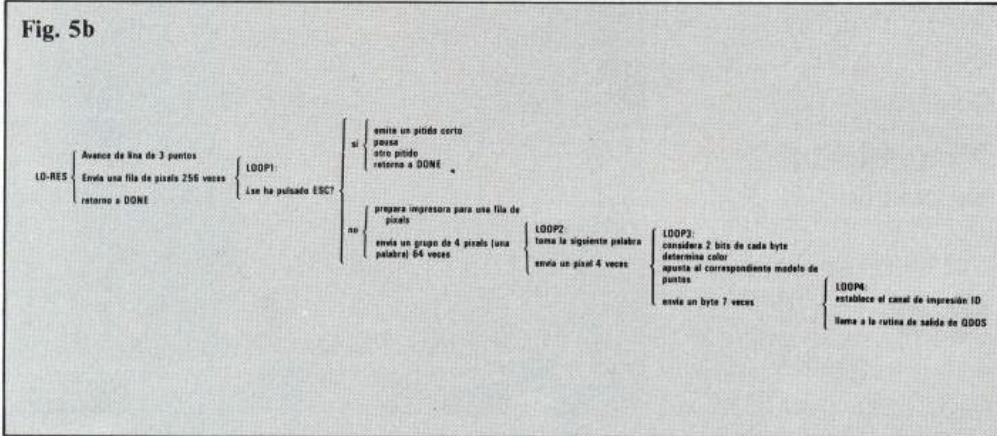 Fig. 5b
LO-RES
Avance de lina de 3 puntos
Envía una fila de pixels 256 veces
retorno a DONE
LOOP1:
¿se ha pulsado ESC?
sí
emite un pitido corto
pausa
otro pitido
retorno a DONE
no
prepara impresora para una fila de
pixels
envía un grupo de 4 pixels (una
palabra) 64 veces
LOOP2:
toma la siguiente palabra
envía un pixel 4 veces
LOOP3:
considera 2 bits de cada byte
determina color
apunta al correspondiente modelo de
puntos
envía un byte 7 veces
LOOP4:
establece el canal de impresión ID
llama a la rutina de salida de QDOS